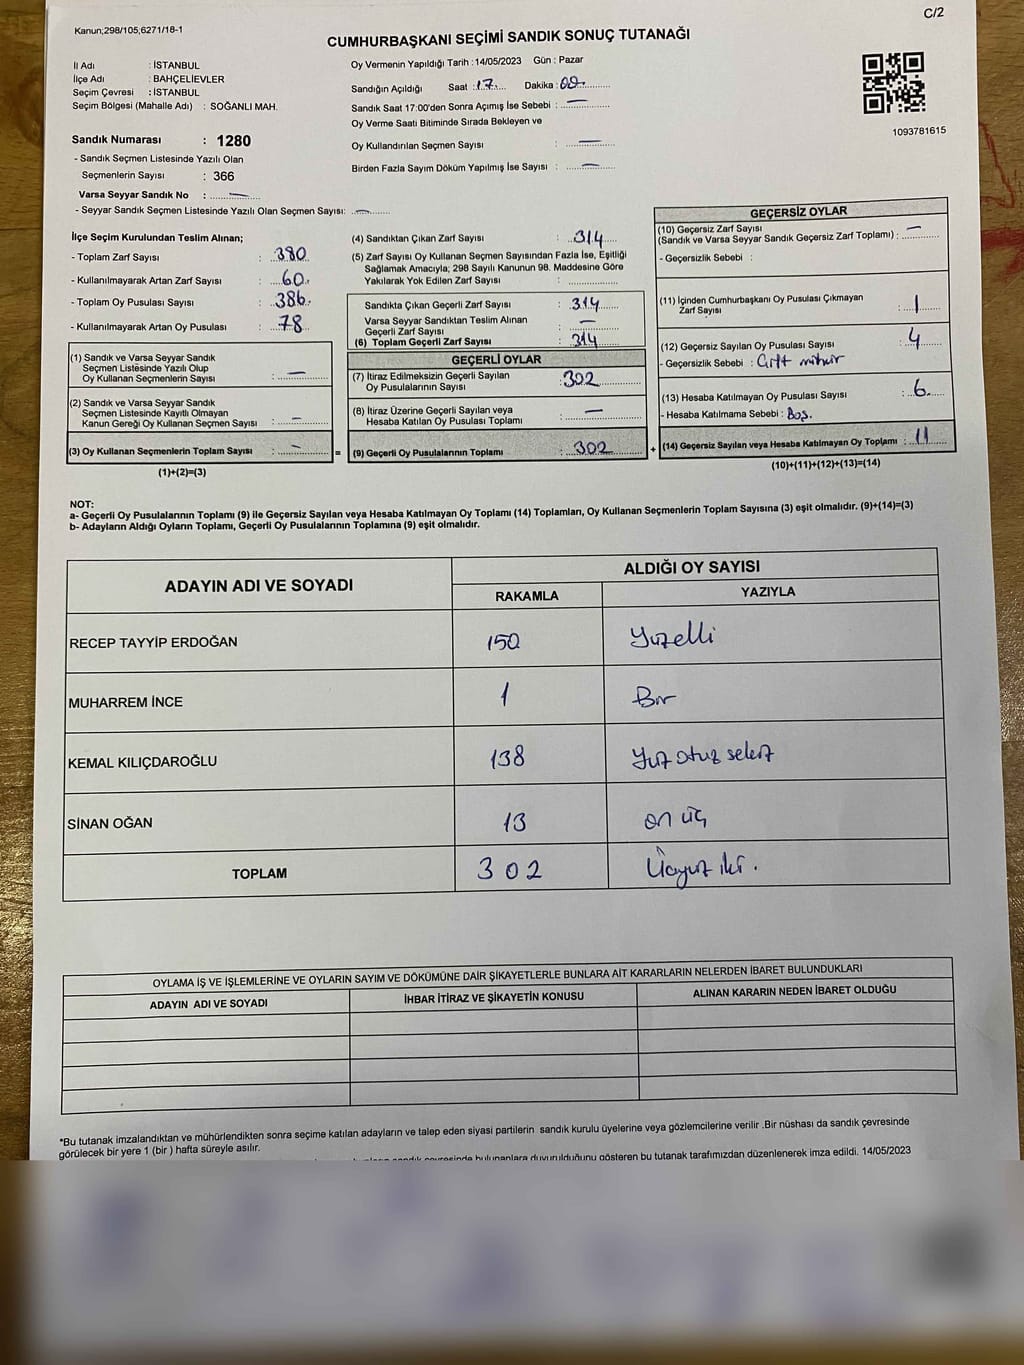 C/2
Kanun;298/105;6271/18-1
CUMHURBAŞKANI SEÇİMİ SANDIK SONUÇ TUTANAĞI
İl Adı : İSTANBUL
İlçe Adı : BAHÇELİEVLER
Seçim Çevresi : İSTANBUL
Seçim Bölgesi (Mahalle Adı) : SOĞANLI MAH.
Sandık Numarası : 1280
- Sandık Seçmen Listesinde Yazılı Olan
Seçmenlerin Sayısı : 366
Varsa Seyyar Sandık No : —
- Seyyar Sandık Seçmen Listesinde Yazılı Olan Seçmen Sayısı: —
Oy Vermenin Yapıldığı Tarih : 14/05/2023 Gün : Pazar
Sandığın Açıldığı Saat : 17 Dakika : 00
Sandık Saat 17:00'den Sonra Açımış İse Sebebi : —
Oy Verme Saati Bitiminde Sırada Bekleyen ve
Oy Kullandırılan Seçmen Sayısı : —
Birden Fazla Sayım Döküm Yapılmış İse Sayısı : —
1093781615
İlçe Seçim Kurulundan Teslim Alınan;
- Toplam Zarf Sayısı : 380
- Kullanılmayarak Artan Zarf Sayısı : 60
- Toplam Oy Pusulası Sayısı : 386
- Kullanılmayarak Artan Oy Pusulası : 78
(1) Sandık ve Varsa Seyyar Sandık
Seçmen Listesinde Yazılı Olup
Oy Kullanan Seçmenlerin Sayısı : —
(2) Sandık ve Varsa Seyyar Sandık
Seçmen Listesinde Kayıtlı Olmayan
Kanun Gereği Oy Kullanan Seçmen Sayısı : —
(3) Oy Kullanan Seçmenlerin Toplam Sayısı : —
(1)+(2)=(3)
=
(4) Sandıktan Çıkan Zarf Sayısı : 314
(5) Zarf Sayısı Oy Kullanan Seçmen Sayısından Fazla İse, Eşitliği
Sağlamak Amacıyla; 298 Sayılı Kanunun 98. Maddesine Göre
Yakılarak Yok Edilen Zarf Sayısı :
Sandıkta Çıkan Geçerli Zarf Sayısı : 314
Varsa Seyyar Sandıktan Teslim Alınan
Geçerli Zarf Sayısı : —
(6) Toplam Geçerli Zarf Sayısı : 314
GEÇERLİ OYLAR
(7) İtiraz Edilmeksizin Geçerli Sayılan
Oy Pusulalarının Sayısı : 302
(8) İtiraz Üzerine Geçerli Sayılan veya
Hesaba Katılan Oy Pusulası Toplamı : —
(9) Geçerli Oy Pusulalarının Toplamı : 302
+
GEÇERSİZ OYLAR
(10) Geçersiz Zarf Sayısı
(Sandık ve Varsa Seyyar Sandık Geçersiz Zarf Toplamı) : —
- Geçersizlik Sebebi :
(11) İçinden Cumhurbaşkanı Oy Pusulası Çıkmayan
Zarf Sayısı : 1
(12) Geçersiz Sayılan Oy Pusulası Sayısı : 4
- Geçersizlik Sebebi : Çift mühür
(13) Hesaba Katılmayan Oy Pusulası Sayısı : 6
- Hesaba Katılmama Sebebi : Boş.
(14) Geçersiz Sayılan veya Hesaba Katılmayan Oy Toplamı : 11
(10)+(11)+(12)+(13)=(14)
NOT:
a- Geçerli Oy Pusulalarının Toplamı (9) ile Geçersiz Sayılan veya Hesaba Katılmayan Oy Toplamı (14) Toplamları, Oy Kullanan Seçmenlerin Toplam Sayısına (3) eşit olmalıdır. (9)+(14)=(3)
b- Adayların Aldığı Oyların Toplamı, Geçerli Oy Pusulalarının Toplamına (9) eşit olmalıdır.
ADAYIN ADI VE SOYADI
ALDIĞI OY SAYISI
RAKAMLA YAZIYLA
RECEP TAYYİP ERDOĞAN 150 Yüzelli
MUHARREM İNCE 1 Bir
KEMAL KILIÇDAROĞLU 138 Yüz otuz sekiz
SİNAN OĞAN 13 on üç
TOPLAM 302 Üçyüz iki.
OYLAMA İŞ VE İŞLEMLERİNE VE OYLARIN SAYIM VE DÖKÜMÜNE DAİR ŞİKAYETLERLE BUNLARA AİT KARARLARIN NELERDEN İBARET BULUNDUKLARI
ADAYIN ADI VE SOYADI İHBAR İTİRAZ VE ŞİKAYETİN KONUSU ALINAN KARARIN NEDEN İBARET OLDUĞU
*Bu tutanak imzalandıktan ve mühürlendikten sonra seçime katılan adayların ve talep eden siyasi partilerin sandık kurulu üyelerine veya gözlemcilerine verilir .Bir nüshası da sandık çevresinde
görülecek bir yere 1 (bir ) hafta süreyle asılır.
sandık çevresinde bulunanlara duyurulduğunu gösteren bu tutanak tarafımızdan düzenlenerek imza edildi. 14/05/2023